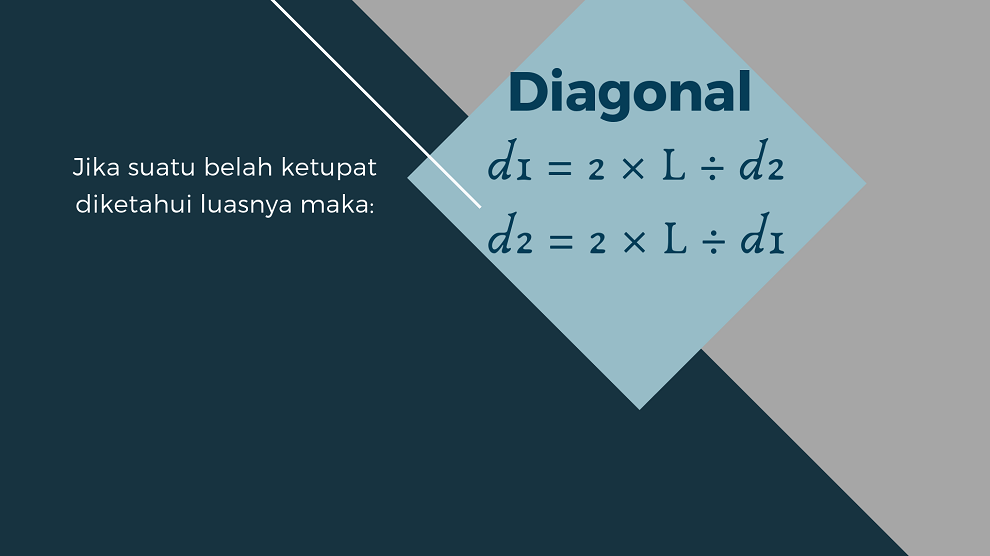 Jika suatu belah ketupat
diketahui luasnya maka:
Diagonal
d1 = 2 × L ÷ d2
d2 = 2 × L ÷ d1